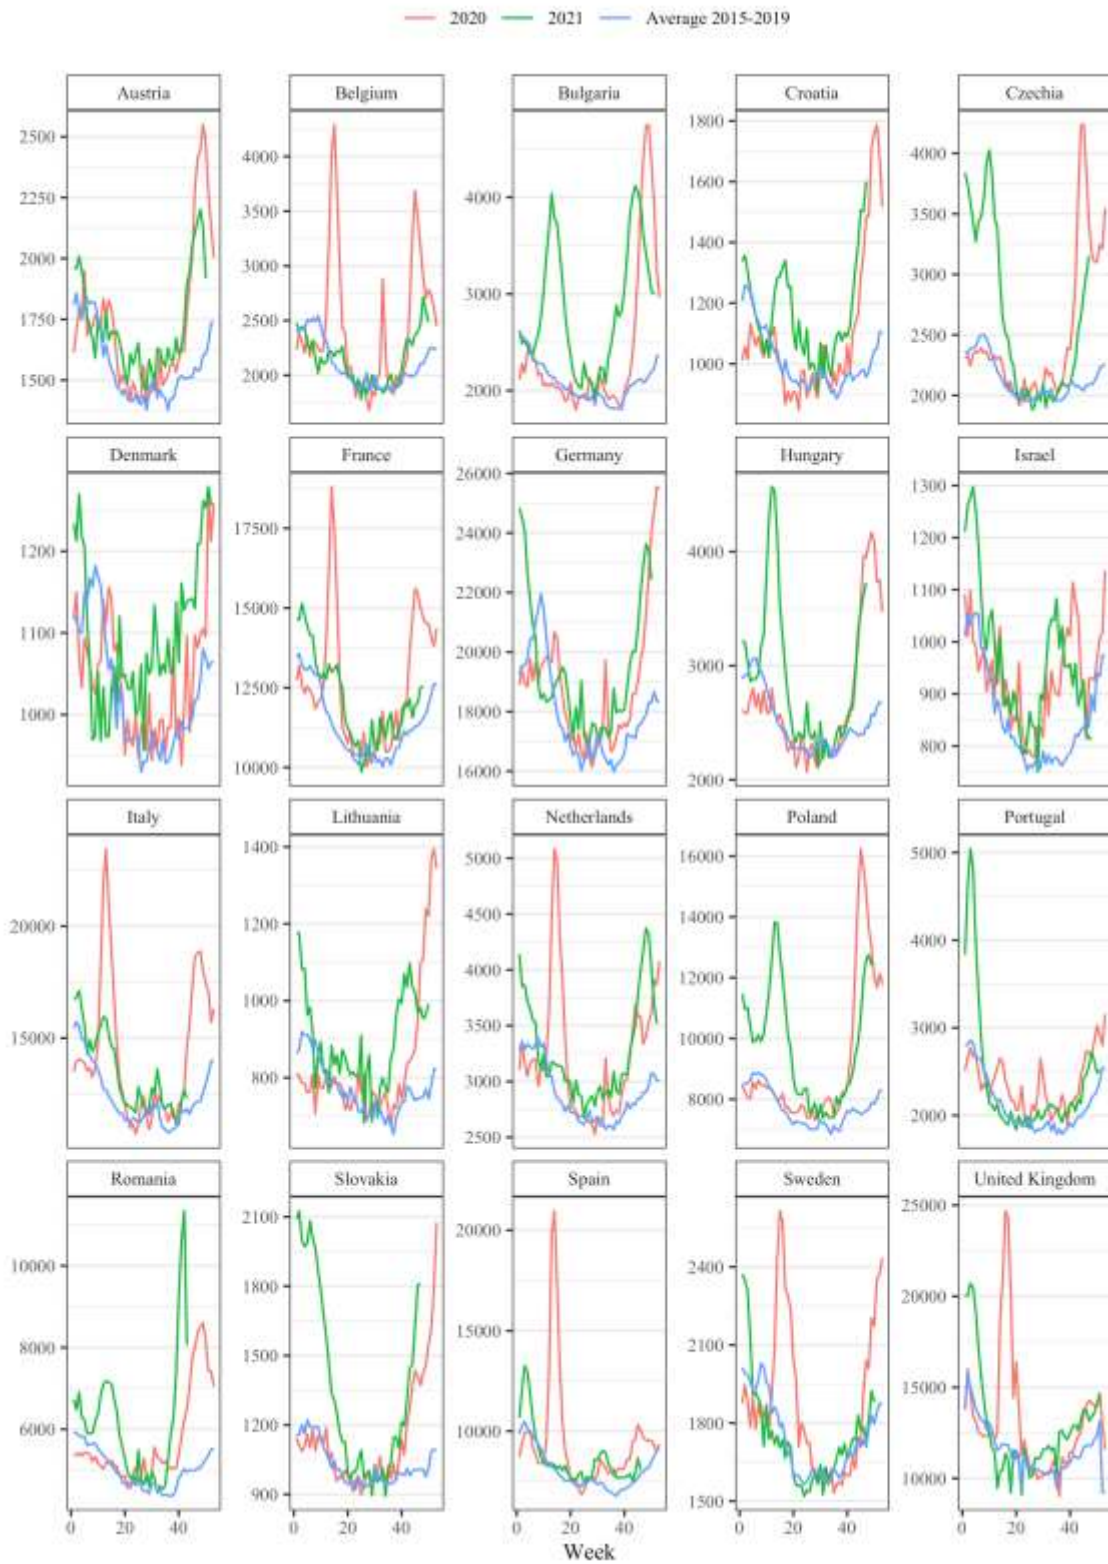 2020 2021 Average 2015-2019
Austria Belgium Bulgaria Croatia Czechia
2500 2250 2000 1750 1500
4000 3500 3000 2500 2000
4000 3000 2000
1800 1600 1400 1200 1000
4000 3500 3000 2500 2000
Denmark France Germany Hungary Israel
1200 1100 1000
17500 15000 12500 10000
26000 24000 22000 20000 18000 16000
4000 3000 2000
1300 1200 1100 1000 900 800
Italy Lithuania Netherlands Poland Portugal
20000 15000
1400 1200 1000 800
5000 4500 4000 3500 3000 2500
16000 14000 12000 10000 8000
5000 4000 3000 2000
Romania Slovakia Spain Sweden United Kingdom
10000 8000 6000
2100 1800 1500 1200 900
20000 15000 10000
2400 2100 1800 1500
25000 20000 15000 10000
0 20 40 0 20 40 0 20 40 0 20 40 0 20 40
Week